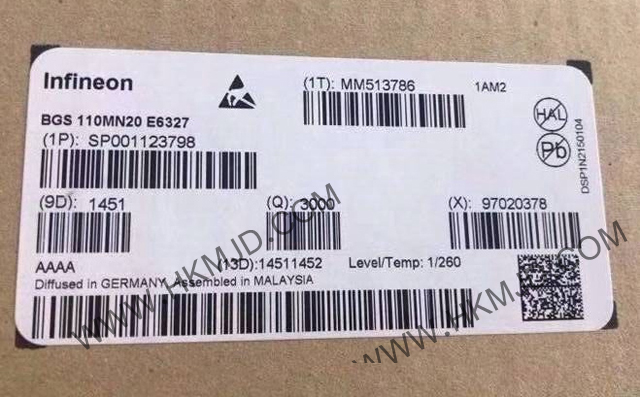 Infineon
(1T): MM513786
1AM2
BGS 110MN20 E6327
(1P): SP001123798
HAL
Pb
DSP1N2150104
(9D): 1451
(Q): 3000
(X): 97020378
AAAA
(13D):14511452
Level/Temp: 1/260
Diffused in GERMANY, Assembled in MALAYSIA
WWW.HKMJD.COM
WWW.HKMJD.COM